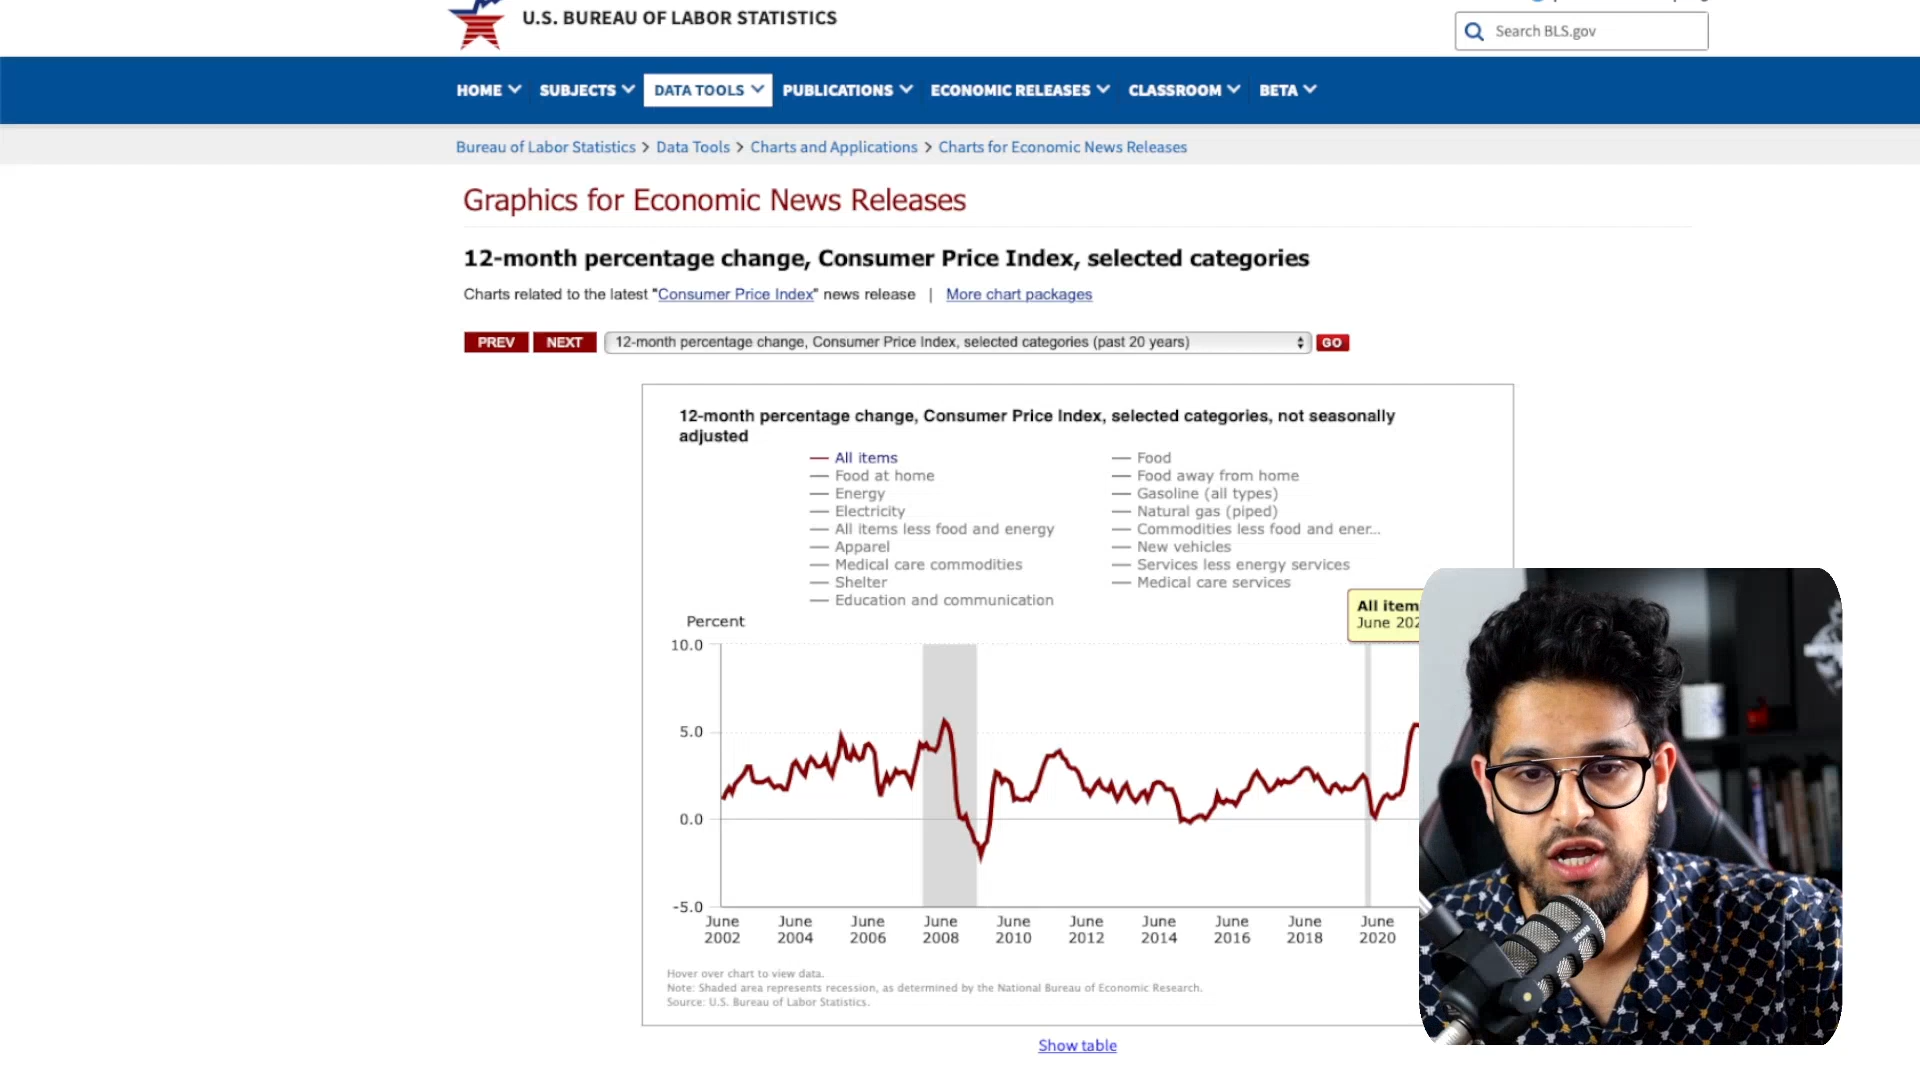 U.S. BUREAU OF LABOR STATISTICS
Search BLS.gov
HOME SUBJECTS DATA TOOLS PUBLICATIONS ECONOMIC RELEASES CLASSROOM BETA
Bureau of Labor Statistics > Data Tools > Charts and Applications > Charts for Economic News Releases
Graphics for Economic News Releases
12-month percentage change, Consumer Price Index, selected categories
Charts related to the latest "Consumer Price Index" news release | More chart packages
PREV NEXT 12-month percentage change, Consumer Price Index, selected categories (past 20 years) GO
12-month percentage change, Consumer Price Index, selected categories, not seasonally
adjusted
All items Food
Food at home Food away from home
Energy Gasoline (all types)
Electricity Natural gas (piped)
All items less food and energy Commodities less food and ener...
Apparel New vehicles
Medical care commodities Services less energy services
Shelter Medical care services
Education and communication
All item
June 202
Percent
10.0
5.0
0.0
-5.0
June June June June June June June June June June
2002 2004 2006 2008 2010 2012 2014 2016 2018 2020
Hover over chart to view data.
Note: Shaded area represents recession, as determined by the National Bureau of Economic Research.
Source: U.S. Bureau of Labor Statistics.
Show table
RODE